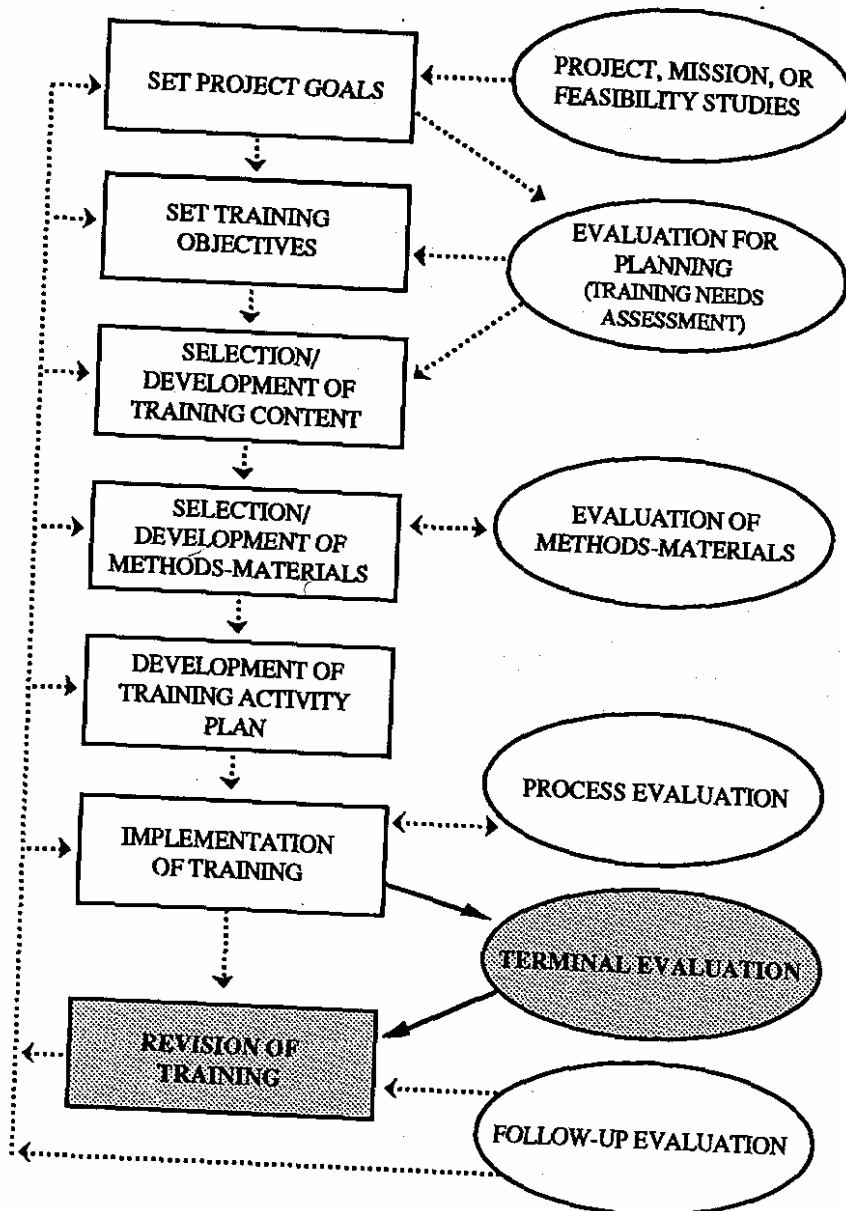 SET PROJECT GOALS
PROJECT, MISSION, OR
FEASIBILITY STUDIES
SET TRAINING
OBJECTIVES
EVALUATION FOR
PLANNING
(TRAINING NEEDS
ASSESSMENT)
SELECTION/
DEVELOPMENT OF
TRAINING CONTENT
SELECTION/
DEVELOPMENT OF
METHODS-MATERIALS
EVALUATION OF
METHODS-MATERIALS
DEVELOPMENT OF
TRAINING ACTIVITY
PLAN
PROCESS EVALUATION
IMPLEMENTATION
OF TRAINING
TERMINAL EVALUATION
REVISION OF
TRAINING
FOLLOW-UP EVALUATION